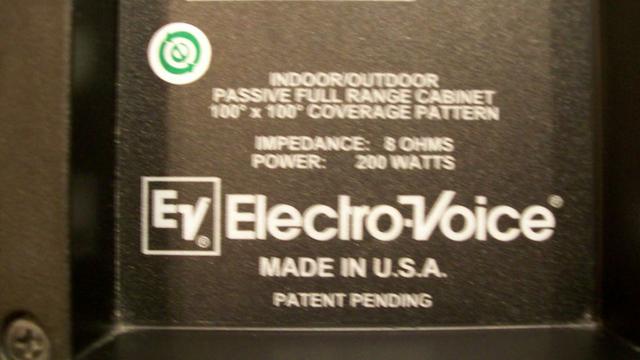 INDOOR/OUTDOOR
PASSIVE FULL RANGE CABINET
100° x 100° COVERAGE PATTERN
IMPEDANCE: 8 OHMS
POWER: 200 WATTS
EV® Electro-Voice®
MADE IN U.S.A.
PATENT PENDING